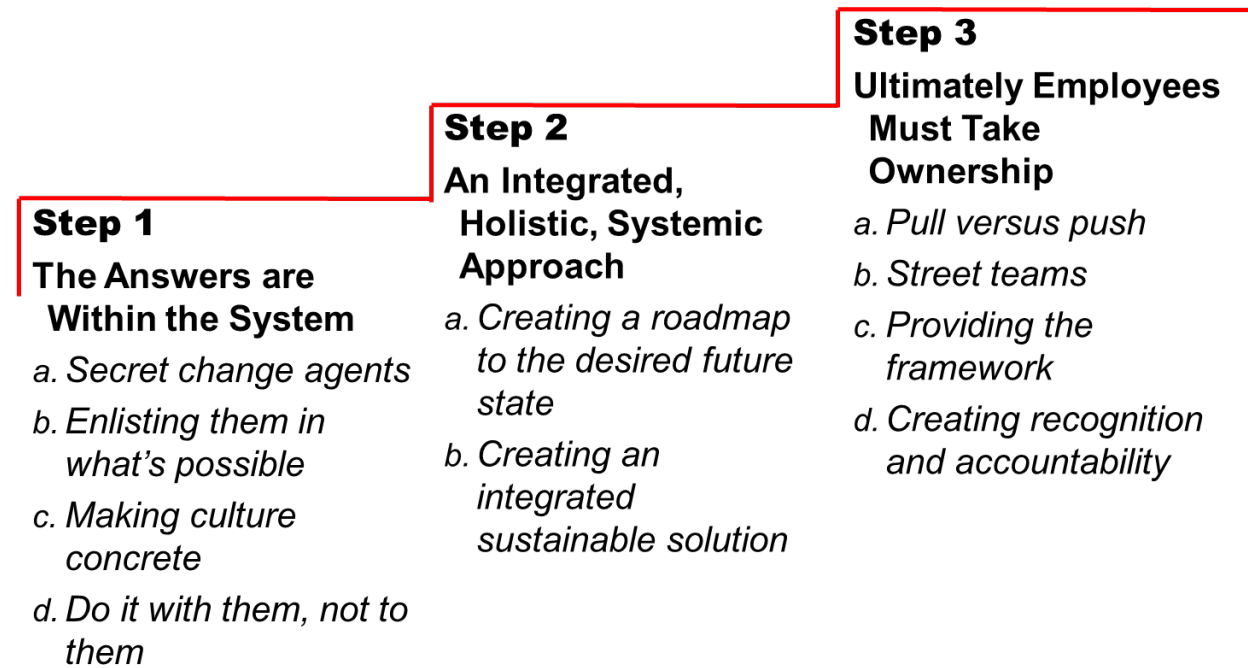 Step 1
The Answers are
Within the System
a. Secret change agents
b. Enlisting them in
what’s possible
c. Making culture
concrete
d. Do it with them, not to
them
Step 2
An Integrated,
Holistic, Systemic
Approach
a. Creating a roadmap
to the desired future
state
b. Creating an
integrated
sustainable solution
Step 3
Ultimately Employees
Must Take
Ownership
a. Pull versus push
b. Street teams
c. Providing the
framework
d. Creating recognition
and accountability